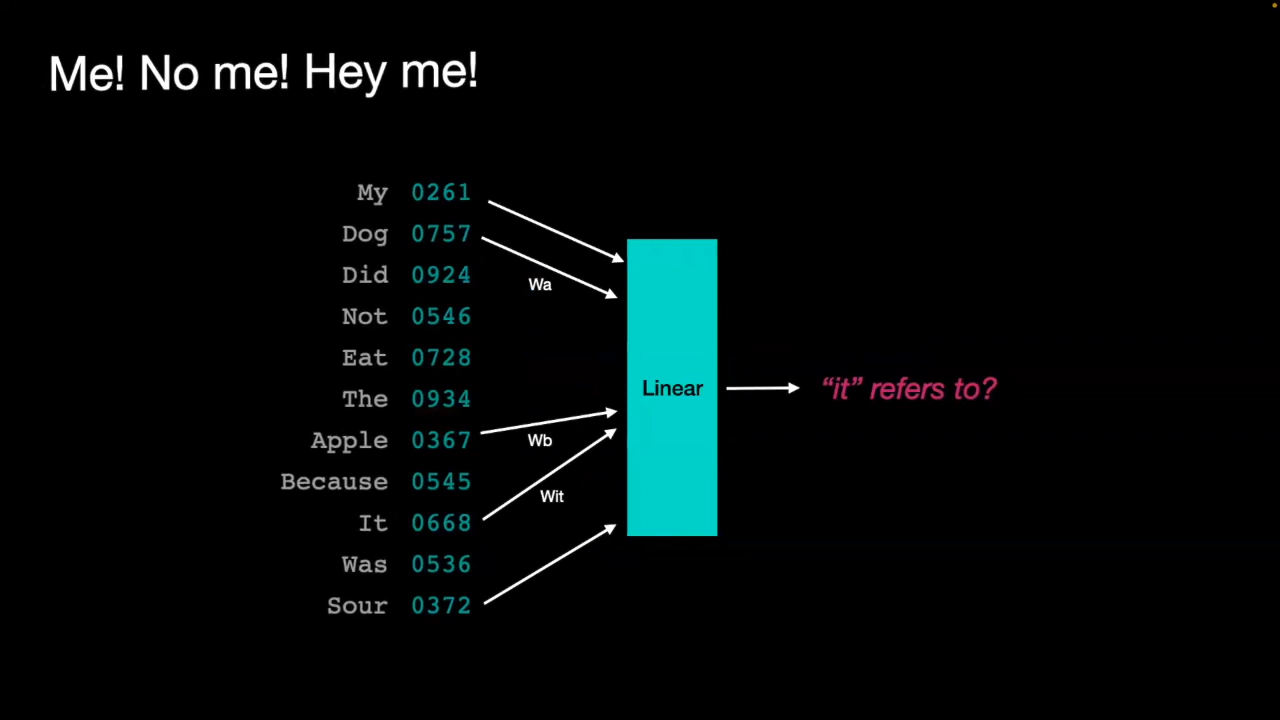 Me! No me! Hey me!
My 0261
Dog 0757
Did 0924
Wa
Not 0546
Eat 0728
The 0934
Linear
“it” refers to?
Apple 0367
Wb
Because 0545
Wit
It 0668
Was 0536
Sour 0372